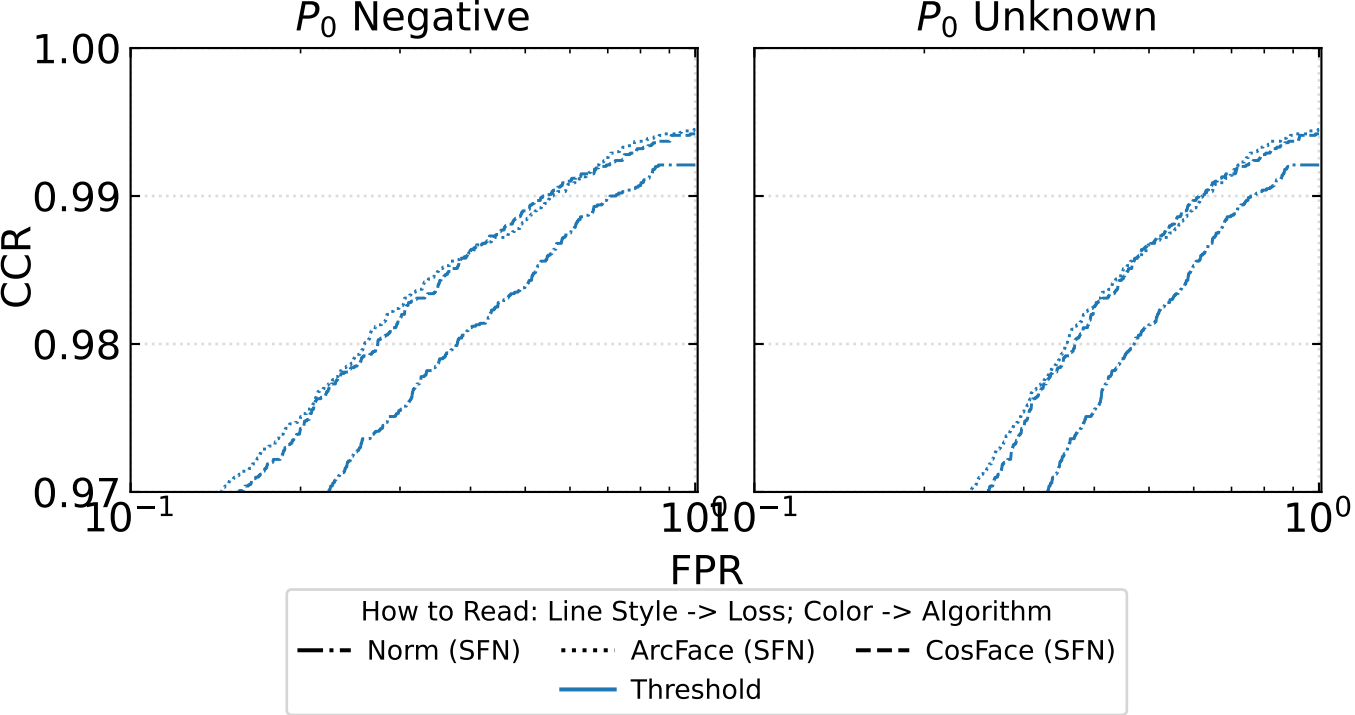 P₀ Negative
P₀ Unknown
1.00
0.99
0.98
0.97
CCR
10⁻¹
10⁰
10⁻¹
10⁰
FPR
How to Read: Line Style -> Loss; Color -> Algorithm
Norm (SFN) ArcFace (SFN) CosFace (SFN)
Threshold